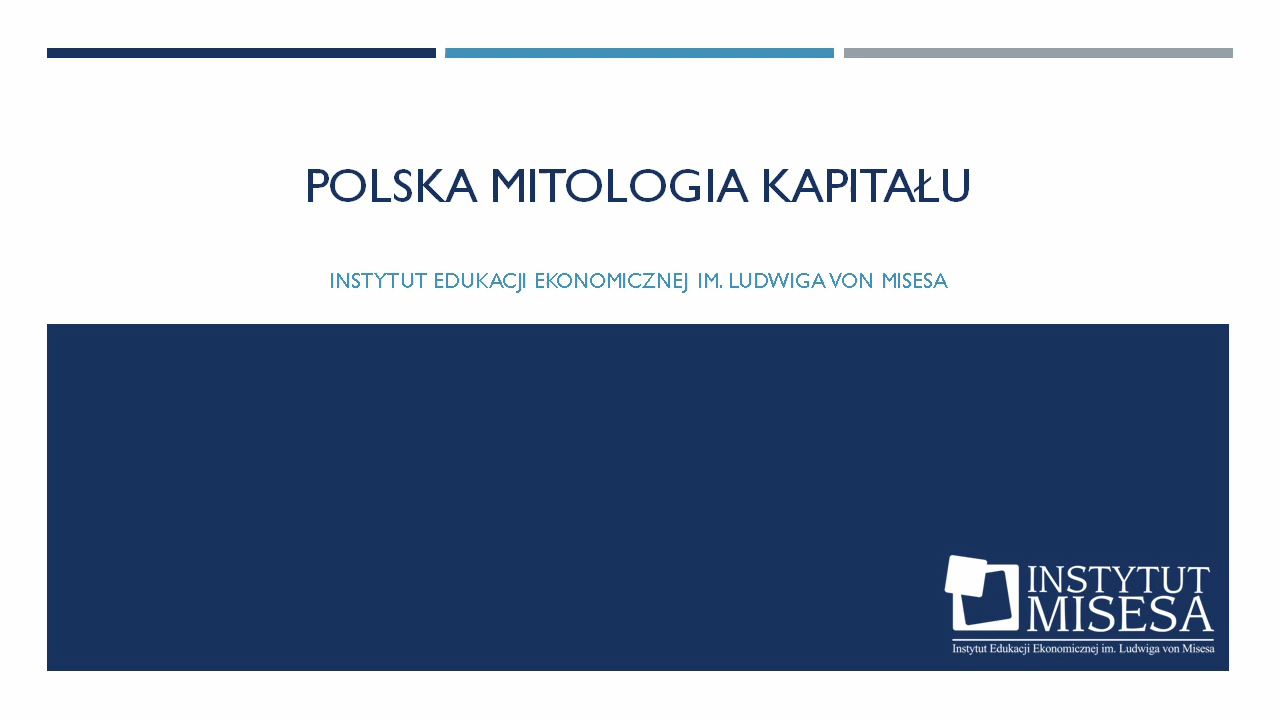 POLSKA MITOLOGIA KAPITAŁU
INSTYTUT EDUKACJI EKONOMICZNEJ IM. LUDWIGA VON MISESA
INSTYTUT
MISESA
Instytut Edukacji Ekonomicznej im. Ludwiga von Misesa